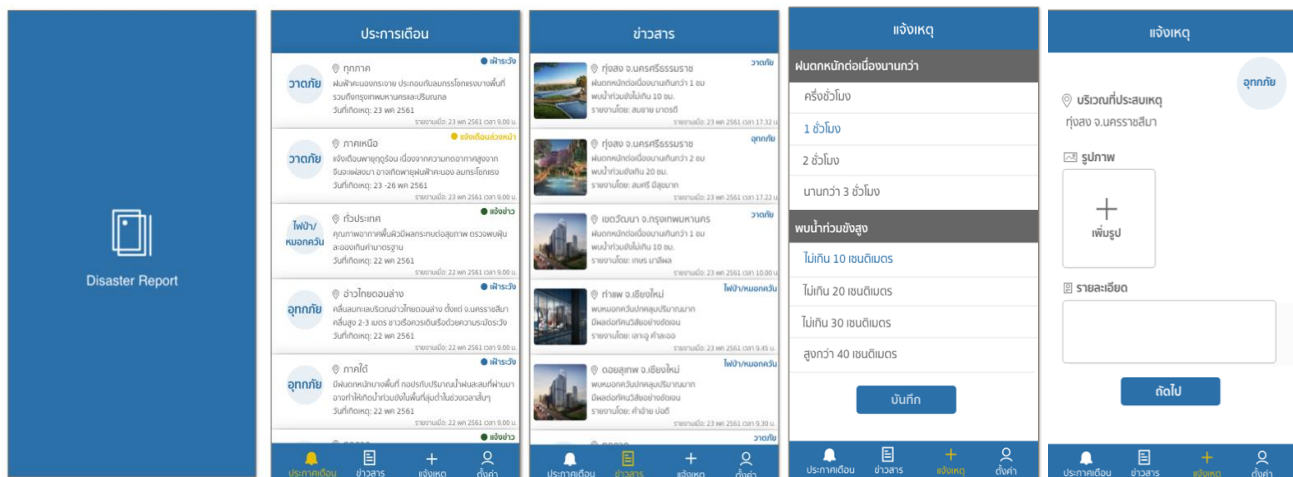 Disaster Report
ประการเตือน
เฝ้าระวัง
วาตภัย
ทุกภาค
ฝนฟ้าคะนองกระจาย ประกอบกับลมกรรโชกแรงบางพื้นที่
รวมถึงกรุงเทพมหานครและปริมณฑล
วันที่เกิดเหตุ: 23 พค 2561
รายงานเมื่อ: 23 พค 2561 เวลา 9.00 น.
แจ้งเตือนล่วงหน้า
วาตภัย
ภาคเหนือ
แจ้งเตือนพายุฤดูร้อน เนื่องจากความกดอากาศสูงจาก
จีนจะแผ่ลงมา อาจเกิดพายุฝนฟ้าคะนอง ลมกระโชกแรง
วันที่เกิดเหตุ: 23 -26 พค 2561
รายงานเมื่อ: 23 พค 2561 เวลา 9.00 น.
แจ้งข่าว
ไฟป่า/
หมอกควัน
ทั่วประเทศ
คุณภาพอากาศพื้นผิวมีผลกระทบต่อสุขภาพ ตรวจพบฝุ่น
ละอองเกินค่ามาตรฐาน
วันที่เกิดเหตุ: 22 พค 2561
รายงานเมื่อ: 22 พค 2561 เวลา 9.00 น.
เฝ้าระวัง
อุทกภัย
อ่าวไทยตอนล่าง
คลื่นลมทะเลบริเวณอ่าวไทยตอนล่าง ตั้งแต่ จ.นครราชสีมา
คลื่นสูง 2-3 เมตร ชาวเรือควรเดินเรือด้วยความระมัดระวัง
วันที่เกิดเหตุ: 22 พค 2561
รายงานเมื่อ: 22 พค 2561 เวลา 9.00 น.
เฝ้าระวัง
อุทกภัย
ภาคใต้
มีฝนตกหนักบางพื้นที่ กอปรกับปริมาณน้ำฝนสะสมที่ผ่านมา
อาจทำให้เกิดน้ำท่วมขังในพื้นที่ลุ่มต่ำในช่วงเวลาสั้นๆ
วันที่เกิดเหตุ: 22 พค 2561
รายงานเมื่อ: 22 พค 2561 เวลา 9.00 น.
แจ้งข่าว
ประกาศเตือน ข่าวสาร แจ้งเหตุ ตั้งค่า
ข่าวสาร
วาตภัย
ทุ่งสง จ.นครศรีธรรมราช
ฝนตกหนักต่อเนื่องนานเกินกว่า 1 ชม
พบน้ำท่วมขังไม่เกิน 10 ซม.
รายงานโดย: สมชาย มาตรดี
รายงานเมื่อ: 23 พค 2561 เวลา 17.32 น
อุทกภัย
ทุ่งสง จ.นครศรีธรรมราช
ฝนตกหนักต่อเนื่องนานเกินกว่า 2 ชม
พบน้ำท่วมขังเกิน 20 ซม.
รายงานโดย: สมศรี มีสุขมาก
รายงานเมื่อ: 23 พค 2561 เวลา 17.22 น
วาตภัย
เขตวัฒนา จ.กรุงเทพมหานคร
ฝนตกหนักต่อเนื่องนานเกินกว่า 1 ชม
พบน้ำท่วมขังไม่เกิน 10 ซม.
รายงานโดย: เกษร มาลีผล
รายงานเมื่อ: 23 พค 2561 เวลา 10.00 น
ไฟป่า/หมอกควัน
ท่าแพ จ.เชียงใหม่
พบหมอกควันปกคลุมปริมาณมาก
มีผลต่อทัศนวิสัยอย่างชัดเจน
รายงานโดย: เลาะอู คำละออ
รายงานเมื่อ: 23 พค 2561 เวลา 9.45 น.
ไฟป่า/หมอกควัน
ดอยสุเทพ จ.เชียงใหม่
พบหมอกควันปกคลุมปริมาณมาก
มีผลต่อทัศนวิสัยอย่างชัดเจน
รายงานโดย: คำอ้าย ปอดี
รายงานเมื่อ: 23 พค 2561 เวลา 9.30 น.
วาตภัย
ประกาศเตือน ข่าวสาร แจ้งเหตุ ตั้งค่า
แจ้งเหตุ
ฝนตกหนักต่อเนื่องนานกว่า
ครึ่งชั่วโมง
1 ชั่วโมง
2 ชั่วโมง
นานกว่า 3 ชั่วโมง
พบน้ำท่วมขังสูง
ไม่เกิน 10 เซนติเมตร
ไม่เกิน 20 เซนติเมตร
ไม่เกิน 30 เซนติเมตร
สูงกว่า 40 เซนติเมตร
บันทึก
ประกาศเตือน ข่าวสาร แจ้งเหตุ ตั้งค่า
แจ้งเหตุ
อุทกภัย
บริเวณที่ประสบเหตุ
ทุ่งสง จ.นครราชสีมา
รูปภาพ
เพิ่มรูป
รายละเอียด
ถัดไป
ประกาศเตือน ข่าวสาร แจ้งเหตุ ตั้งค่า